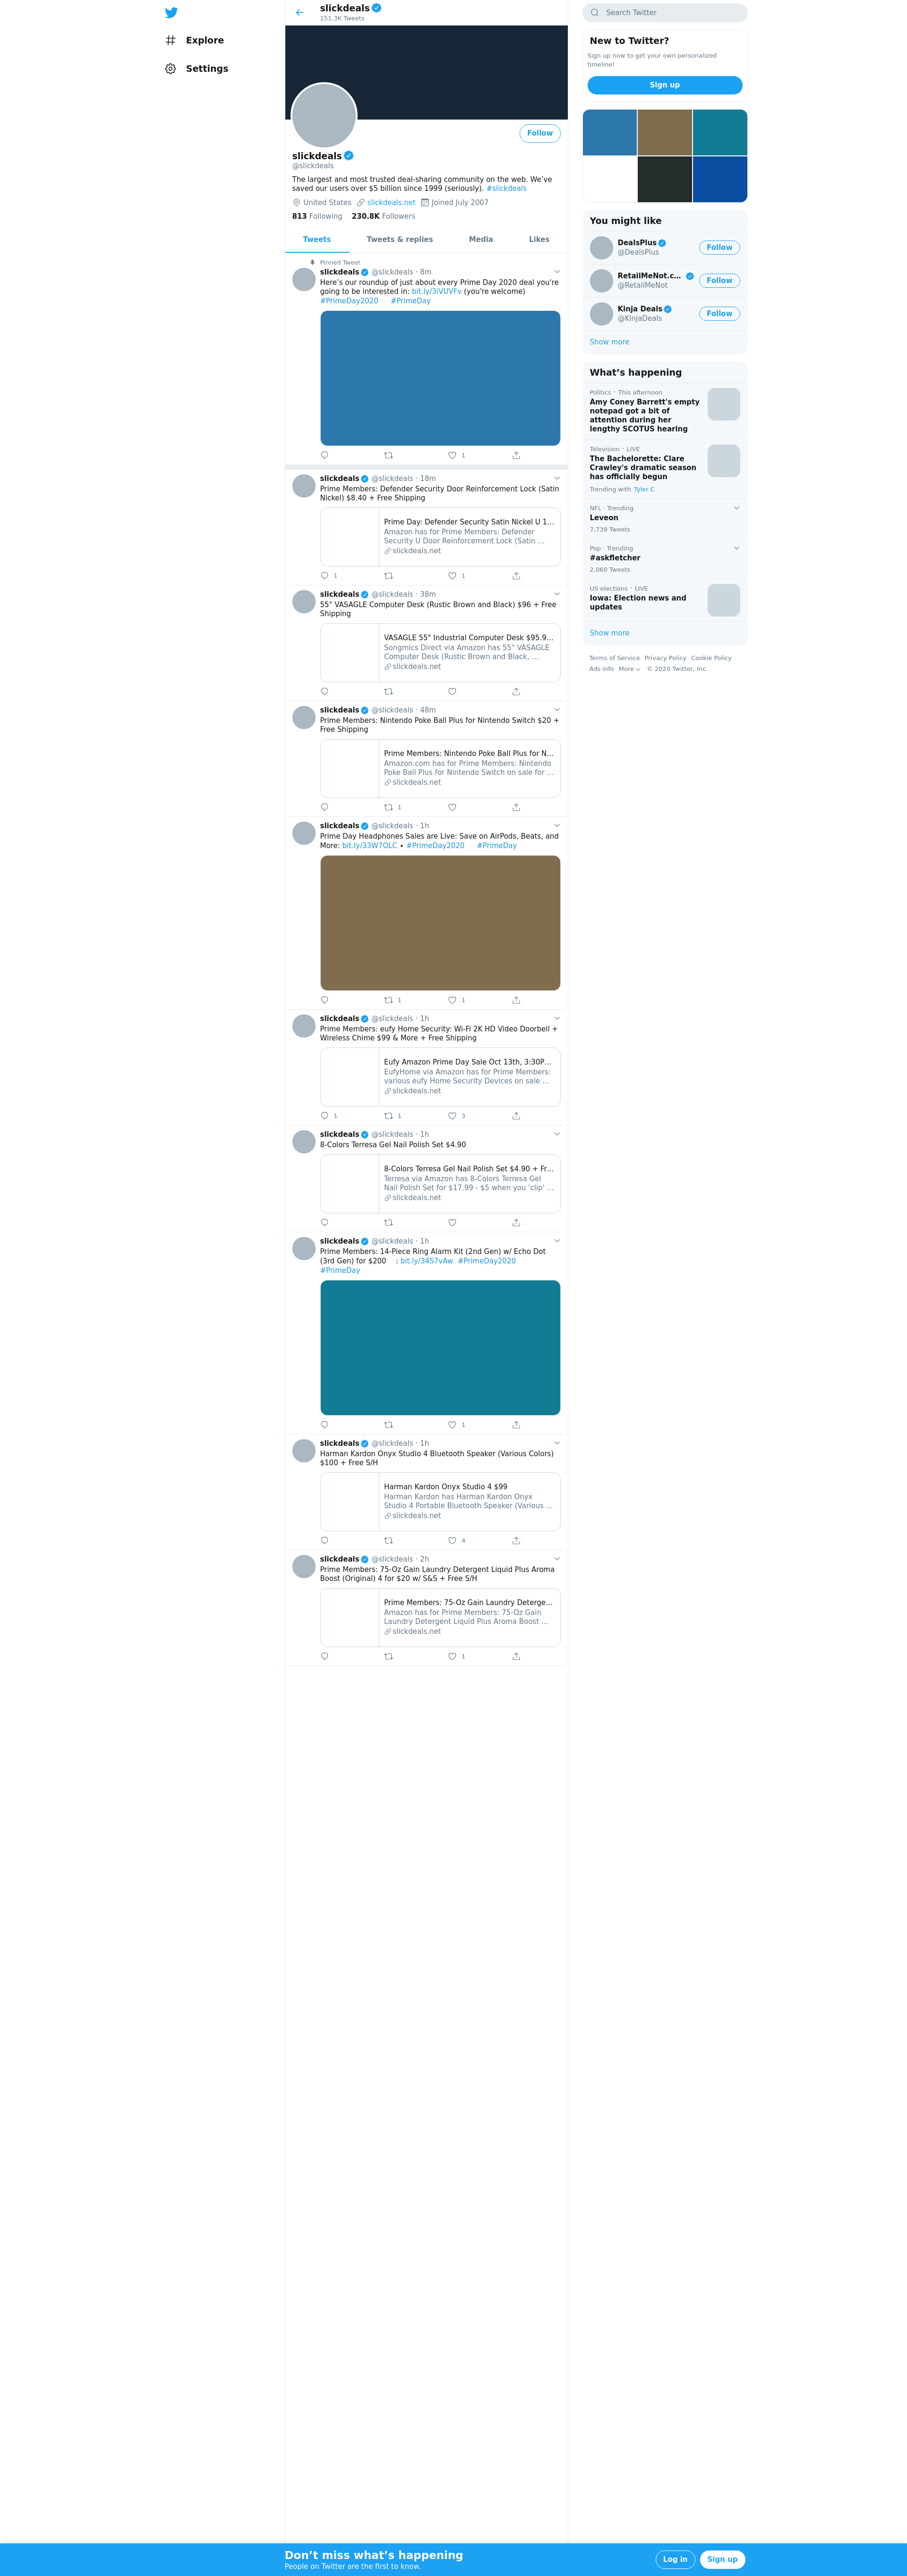 Explore
Settings
slickdeals
151.3K Tweets
Follow
slickdeals
@slickdeals
The largest and most trusted deal-sharing community on the web. We've
saved our users over $5 billion since 1999 (seriously). #slickdeals
United States slickdeals.net Joined July 2007
813 Following 230.8K Followers
Tweets Tweets & replies Media Likes
Pinned Tweet
slickdeals @slickdeals · 8m
Here's our roundup of just about every Prime Day 2020 deal you're
going to be interested in: bit.ly/3iVUVFv (you're welcome)
#PrimeDay2020 #PrimeDay
1
slickdeals @slickdeals · 18m
Prime Members: Defender Security Door Reinforcement Lock (Satin
Nickel) $8.40 + Free Shipping
Prime Day: Defender Security Satin Nickel U 1...
Amazon has for Prime Members: Defender
Security U Door Reinforcement Lock (Satin ...
slickdeals.net
1 1
slickdeals @slickdeals · 38m
55" VASAGLE Computer Desk (Rustic Brown and Black) $96 + Free
Shipping
VASAGLE 55" Industrial Computer Desk $95.9...
Songmics Direct via Amazon has 55" VASAGLE
Computer Desk (Rustic Brown and Black, ...
slickdeals.net
slickdeals @slickdeals · 48m
Prime Members: Nintendo Poke Ball Plus for Nintendo Switch $20 +
Free Shipping
Prime Members: Nintendo Poke Ball Plus for N...
Amazon.com has for Prime Members: Nintendo
Poke Ball Plus for Nintendo Switch on sale for ...
slickdeals.net
1
slickdeals @slickdeals · 1h
Prime Day Headphones Sales are Live: Save on AirPods, Beats, and
More: bit.ly/33W7OLC • #PrimeDay2020 #PrimeDay
1 1
slickdeals @slickdeals · 1h
Prime Members: eufy Home Security: Wi-Fi 2K HD Video Doorbell +
Wireless Chime $99 & More + Free Shipping
Eufy Amazon Prime Day Sale Oct 13th, 3:30P...
EufyHome via Amazon has for Prime Members:
various eufy Home Security Devices on sale ...
slickdeals.net
1 1 3
slickdeals @slickdeals · 1h
8-Colors Terresa Gel Nail Polish Set $4.90
8-Colors Terresa Gel Nail Polish Set $4.90 + Fr...
Terresa via Amazon has 8-Colors Terresa Gel
Nail Polish Set for $17.99 - $5 when you 'clip' ...
slickdeals.net
slickdeals @slickdeals · 1h
Prime Members: 14-Piece Ring Alarm Kit (2nd Gen) w/ Echo Dot
(3rd Gen) for $200 : bit.ly/34S7vAw #PrimeDay2020
#PrimeDay
1
slickdeals @slickdeals · 1h
Harman Kardon Onyx Studio 4 Bluetooth Speaker (Various Colors)
$100 + Free S/H
Harman Kardon Onyx Studio 4 $99
Harman Kardon has Harman Kardon Onyx
Studio 4 Portable Bluetooth Speaker (Various ...
slickdeals.net
4
slickdeals @slickdeals · 2h
Prime Members: 75-Oz Gain Laundry Detergent Liquid Plus Aroma
Boost (Original) 4 for $20 w/ S&S + Free S/H
Prime Members: 75-Oz Gain Laundry Deterge...
Amazon has for Prime Members: 75-Oz Gain
Laundry Detergent Liquid Plus Aroma Boost ...
slickdeals.net
1
Search Twitter
New to Twitter?
Sign up now to get your own personalized
timeline!
Sign up
You might like
DealsPlus
@DealsPlus
Follow
RetailMeNot.c...
@RetailMeNot
Follow
Kinja Deals
@KinjaDeals
Follow
Show more
What's happening
Politics · This afternoon
Amy Coney Barrett's empty
notepad got a bit of
attention during her
lengthy SCOTUS hearing
Television · LIVE
The Bachelorette: Clare
Crawley's dramatic season
has officially begun
Trending with Tyler C
NFL · Trending
Leveon
7,739 Tweets
Pop · Trending
#askfletcher
2,060 Tweets
US elections · LIVE
Iowa: Election news and
updates
Show more
Terms of Service Privacy Policy Cookie Policy
Ads info More © 2020 Twitter, Inc.
Don't miss what's happening
People on Twitter are the first to know.
Log in Sign up